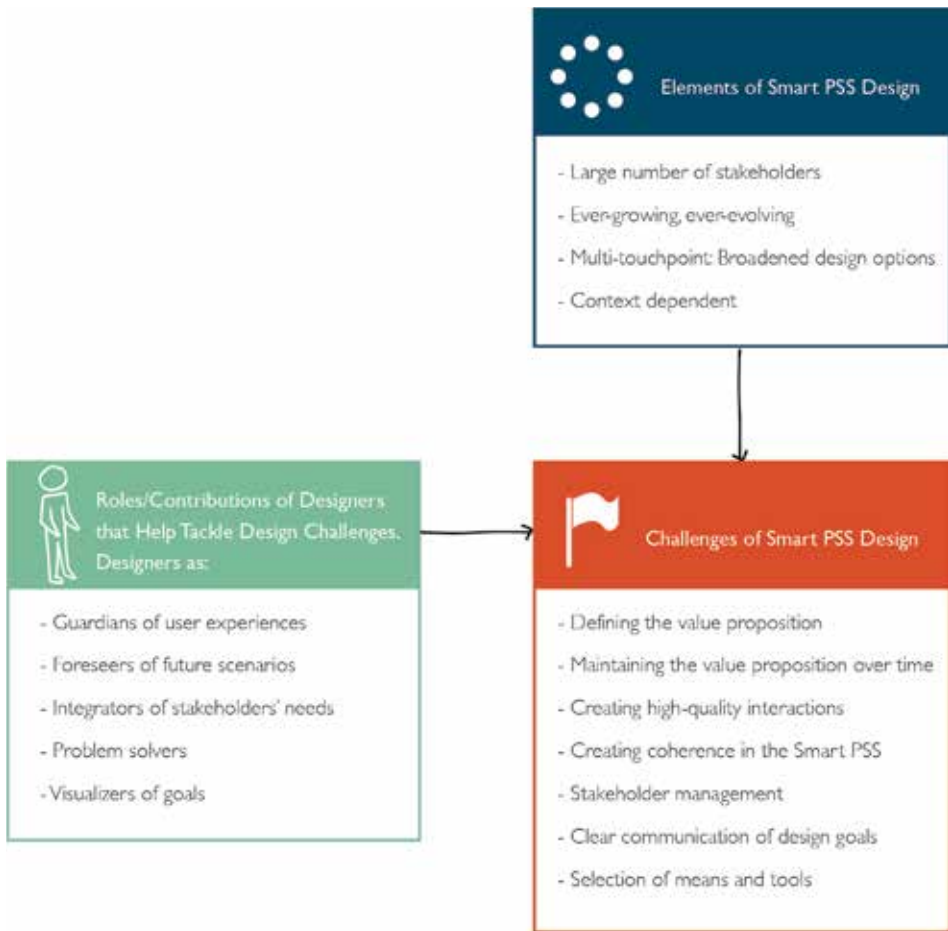 Elements of Smart PSS Design
- Large number of stakeholders
- Ever-growing, ever-evolving
- Multi-touchpoint: Broadened design options
- Context dependent
Roles/Contributions of Designers
that Help Tackle Design Challenges.
Designers as:
- Guardians of user experiences
- Foreseers of future scenarios
- Integrators of stakeholders' needs
- Problem solvers
- Visualizers of goals
Challenges of Smart PSS Design
- Defining the value proposition
- Maintaining the value proposition over time
- Creating high-quality interactions
- Creating coherence in the Smart PSS
- Stakeholder management
- Clear communication of design goals
- Selection of means and tools